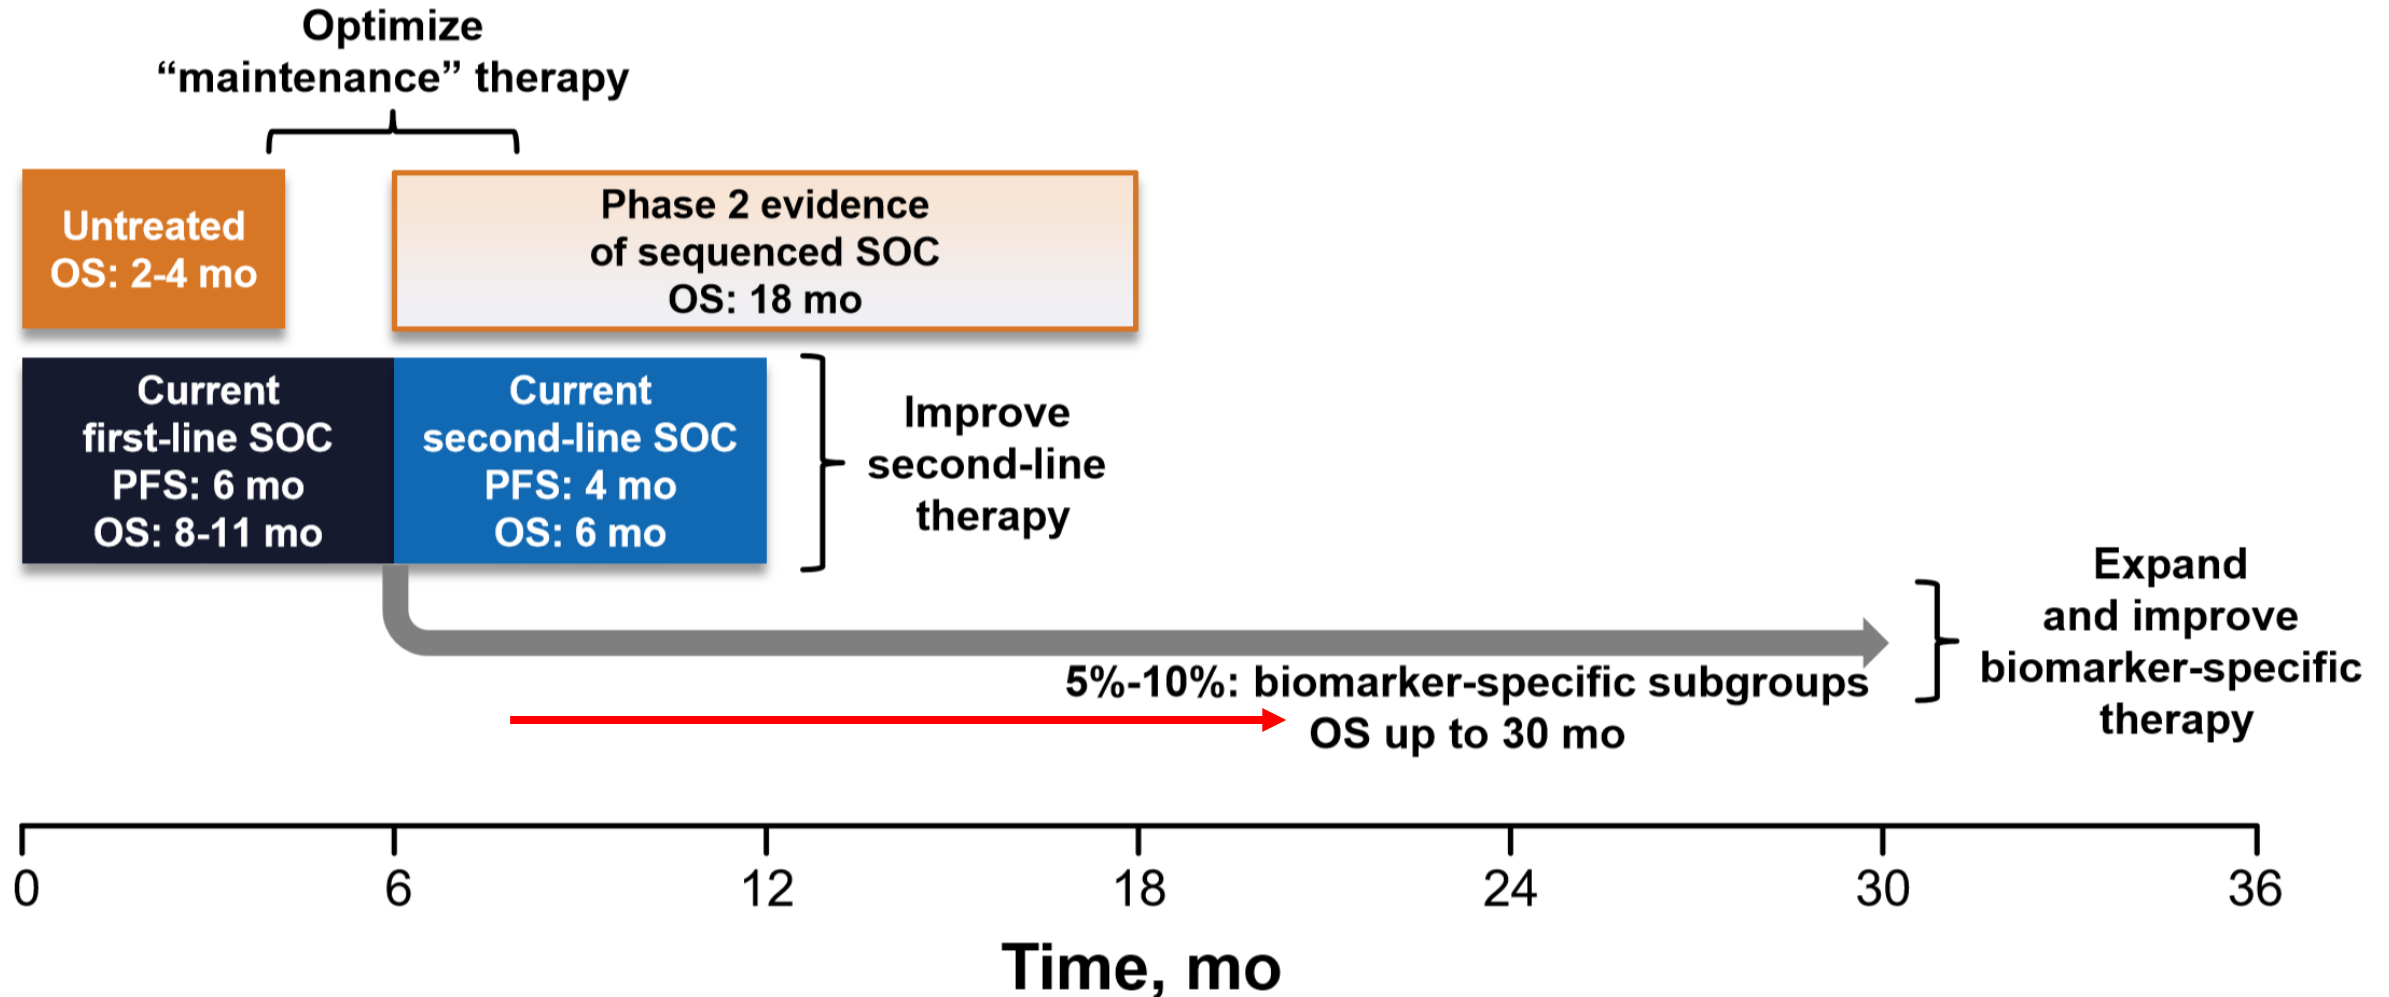 Optimize
“maintenance” therapy
Untreated
OS: 2-4 mo
Phase 2 evidence
of sequenced SOC
OS: 18 mo
Current
first-line SOC
PFS: 6 mo
OS: 8-11 mo
Current
second-line SOC
PFS: 4 mo
OS: 6 mo
Improve
second-line
therapy
5%-10%: biomarker-specific subgroups
OS up to 30 mo
Expand
and improve
biomarker-specific
therapy
0 6 12 18 24 30 36
Time, mo